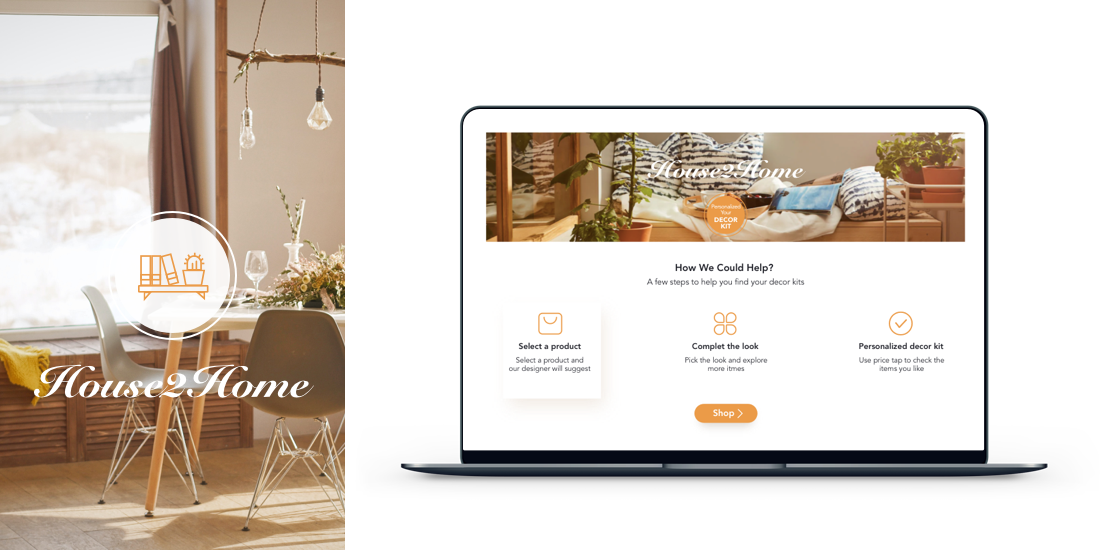 House2Home
House2Home
Personalized
Your
DECOR
KIT
How We Could Help?
A few steps to help you find your decor kits
Select a product
Select a product and
our designer will suggest
Complet the look
Pick the look and explore
more itmes
Personalized decor kit
Use price tap to check the
items you like
Shop